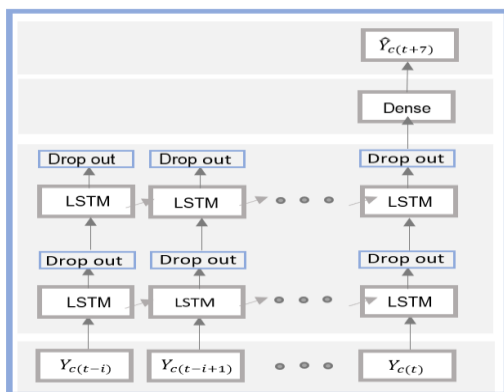 Ŷc(t+7)
Dense
Drop out Drop out Drop out
LSTM LSTM LSTM
Drop out Drop out Drop out
LSTM LSTM LSTM
Yc(t−i) Yc(t−i+1) Yc(t)